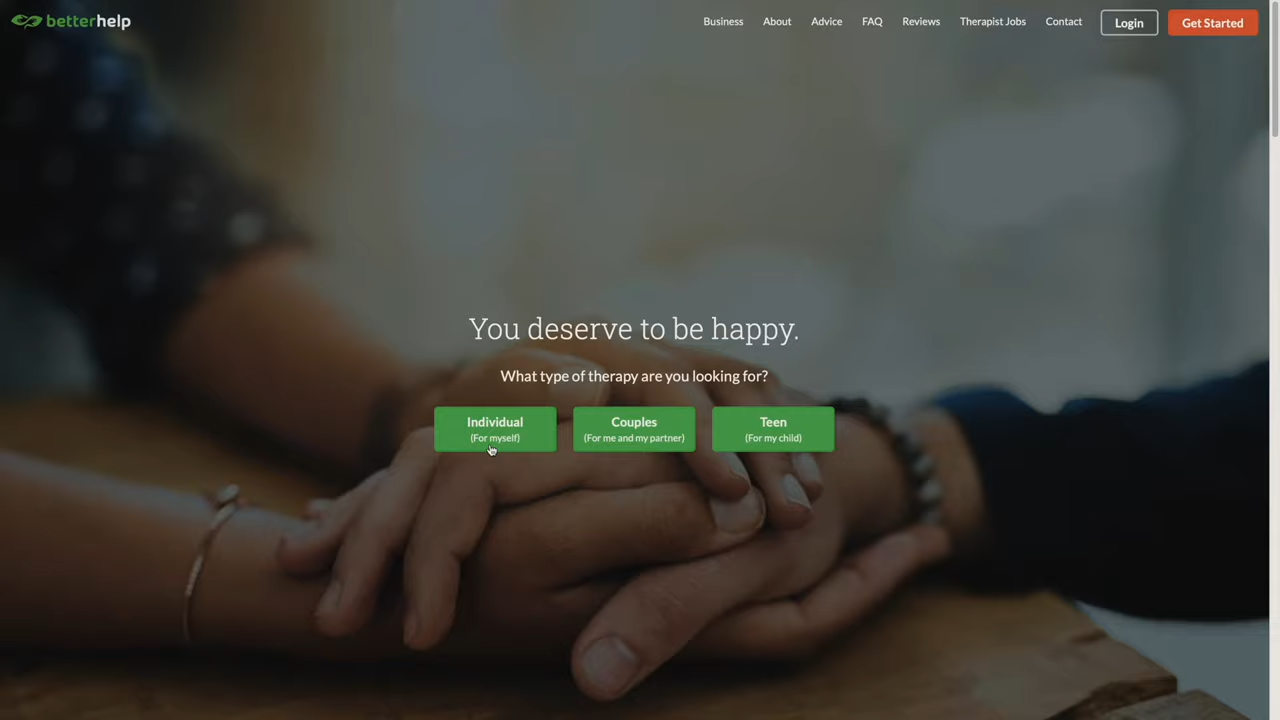 betterhelp
Business About Advice FAQ Reviews Therapist Jobs Contact Login Get Started
You deserve to be happy.
What type of therapy are you looking for?
Individual Couples Teen
(For myself) (For me and my partner) (For my child)